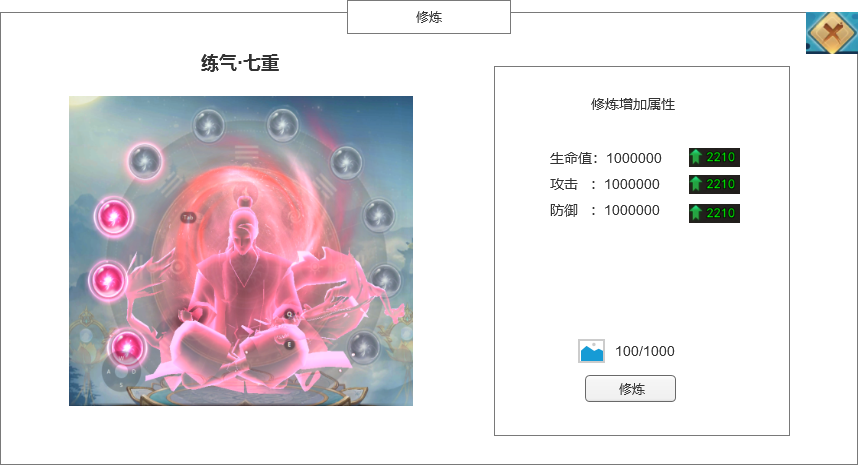 修炼
练气·七重
修炼增加属性
生命值：1000000 2210
攻击 ：1000000 2210
防御 ：1000000 2210
Tab
Q
E
W
A D
S
100/1000
修炼